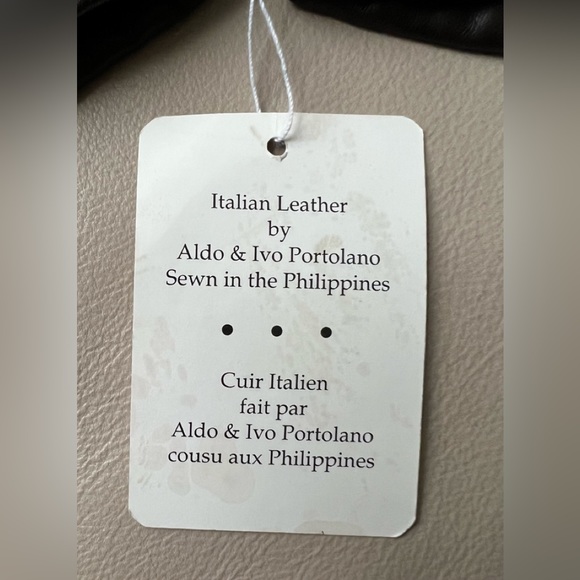 Italian Leather
by
Aldo & Ivo Portolano
Sewn in the Philippines
• • •
Cuir Italien
fait par
Aldo & Ivo Portolano
cousu aux Philippines